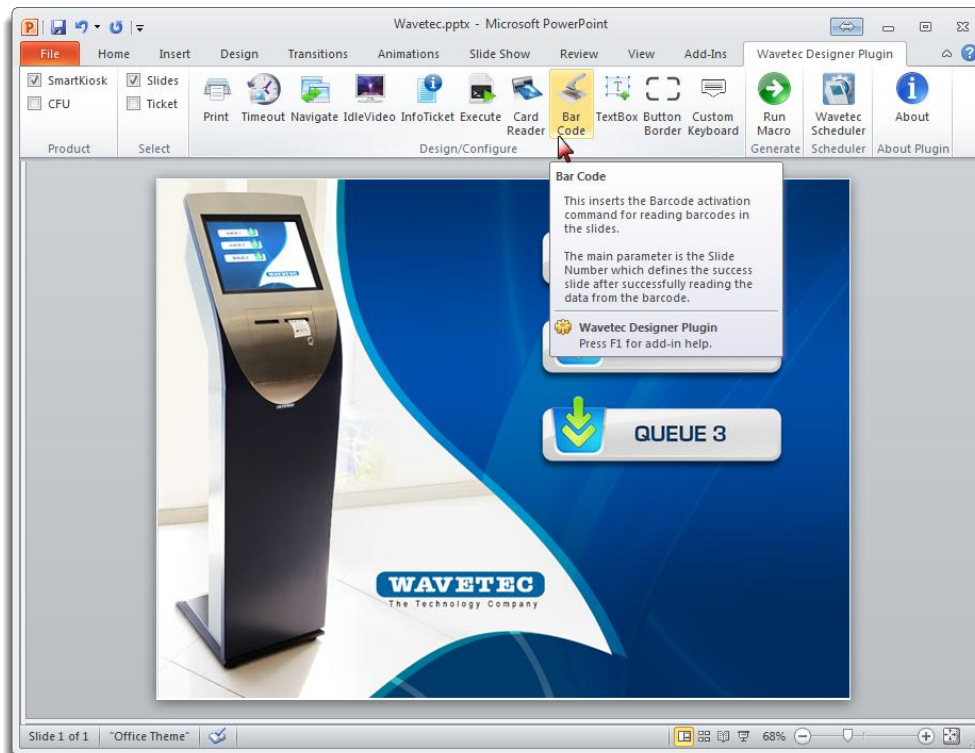 Wavetec.pptx - Microsoft PowerPoint
File Home Insert Design Transitions Animations Slide Show Review View Add-Ins Wavetec Designer Plugin
SmartKiosk
CFU
Product
Slides
Ticket
Select
Print Timeout Navigate IdleVideo InfoTicket Execute Card Reader Bar Code TextBox Button Border Custom Keyboard
Design/Configure
Run Macro
Generate
Wavetec Scheduler
Scheduler
About
About Plugin
Bar Code
This inserts the Barcode activation
command for reading barcodes in
the slides.
The main parameter is the Slide
Number which defines the success
slide after successfully reading the
data from the barcode.
Wavetec Designer Plugin
Press F1 for add-in help.
QUEUE 3
WAVETEC
The Technology Company
Slide 1 of 1 "Office Theme" 68%